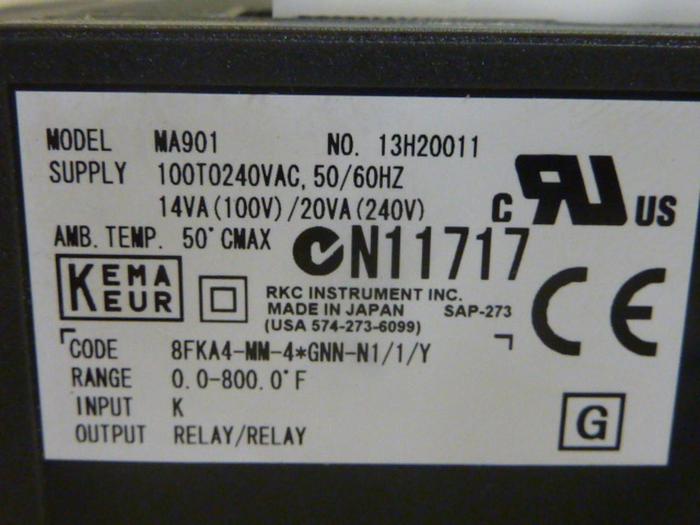 MODEL MA901 NO. 13H20011
SUPPLY 100TO240VAC, 50/60HZ
14VA(100V)/20VA(240V)
C RU US
AMB. TEMP. 50°CMAX
N11717
KEMA
KEUR
RKC INSTRUMENT INC.
MADE IN JAPAN SAP-273
(USA 574-273-6099)
CE
CODE 8FKA4-MM-4*GNN-N1/1/Y
RANGE 0.0-800.0°F
INPUT K
OUTPUT RELAY/RELAY
G